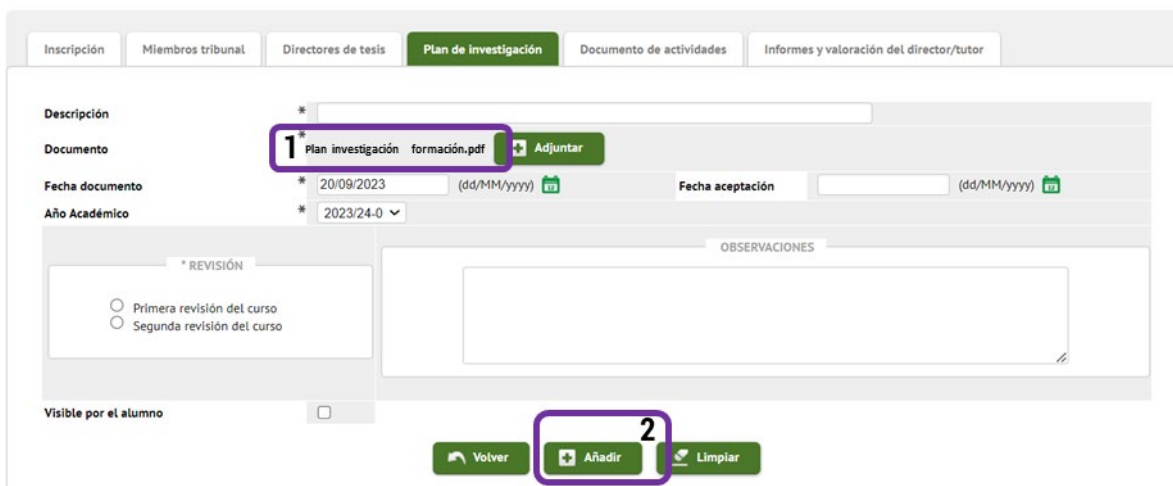 Inscripción Miembros tribunal Directores de tesis Plan de investigación Documento de actividades Informes y valoración del director/tutor
Descripción *
Documento * 1 Plan investigación formación.pdf Adjuntar
Fecha documento * 20/09/2023 (dd/MM/yyyy) Fecha aceptación (dd/MM/yyyy)
Año Académico * 2023/24-0
* REVISIÓN
Primera revisión del curso
Segunda revisión del curso
OBSERVACIONES
Visible por el alumno
Volver Añadir 2 Limpiar